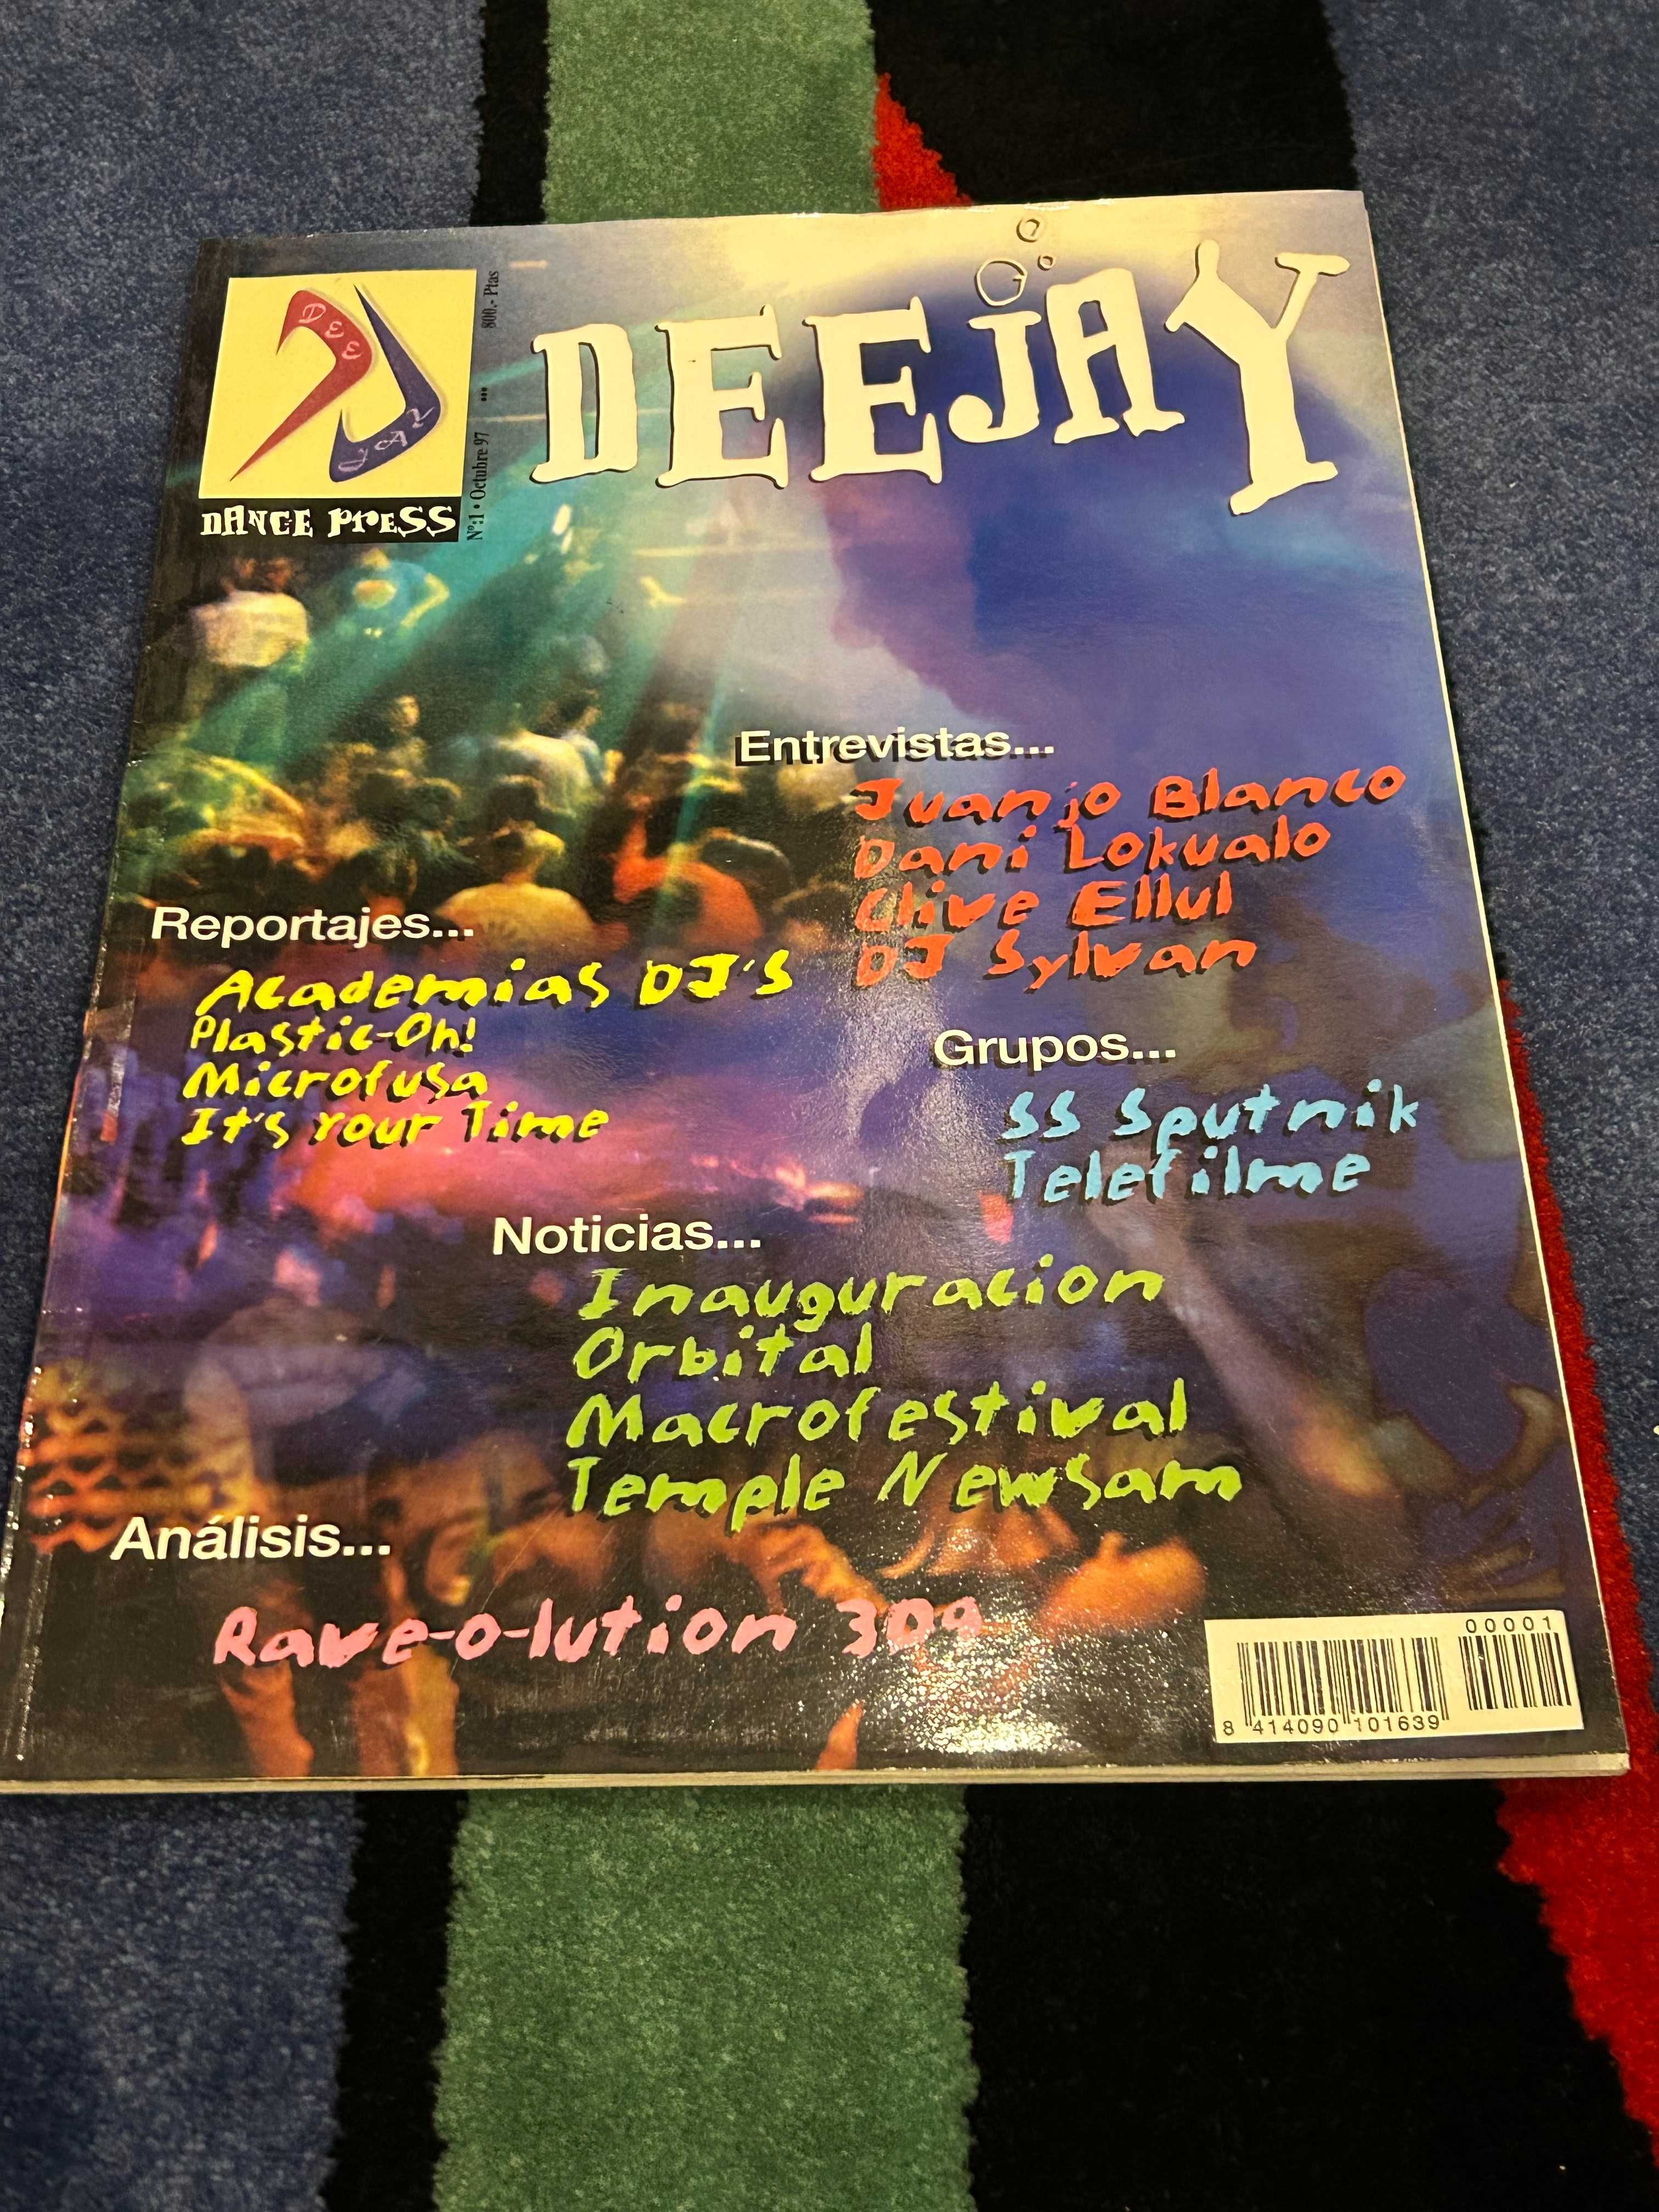 DEE
JAY
DANCE PRESS
Nº:1 • Octubre 97 ... 800.- Ptas
DEEJAY
Entrevistas...
Juanjo Blanco
Dani Lokualo
Clive Ellul
DJ Sylvan
Reportajes...
Academias DJ's
Plastic-Oh!
Microfusa
It's Your Time
Grupos...
SS Sputnik
Telefilme
Noticias...
Inauguracion
Orbital
Macrofestival
Temple Newsam
Análisis...
Rave-o-lution 309
00001
8 414090 101639